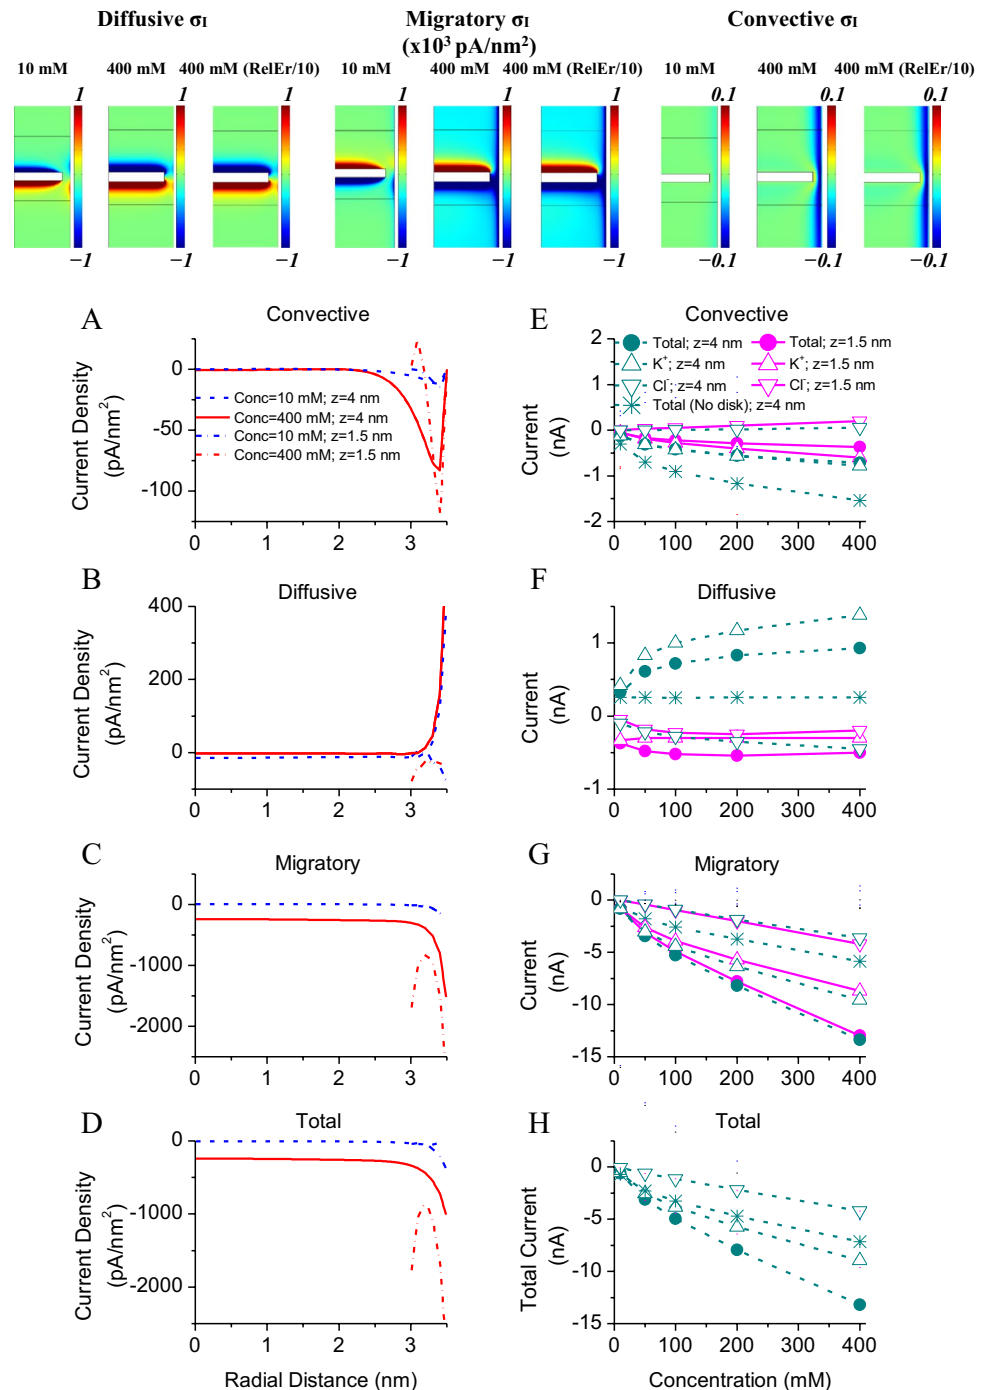 Diffusive σI
Migratory σI
(x10³ pA/nm²)
Convective σI
10 mM
400 mM
400 mM (RelEr/10)
10 mM
400 mM
400 mM (RelEr/10)
10 mM
400 mM
400 mM (RelEr/10)
1
1
1
1
1
1
0.1
0.1
0.1
−1
−1
−1
−1
−1
−1
−0.1
−0.1
−0.1
A
Convective
Current Density
(pA/nm²)
0
-50
-100
Conc=10 mM; z=4 nm
Conc=400 mM; z=4 nm
Conc=10 mM; z=1.5 nm
Conc=400 mM; z=1.5 nm
0
1
2
3
E
Convective
Current
(nA)
2
1
0
-1
-2
Total; z=4 nm
Total; z=1.5 nm
K⁺; z=4 nm
K⁺; z=1.5 nm
Cl⁻; z=4 nm
Cl⁻; z=1.5 nm
Total (No disk); z=4 nm
0
100
200
300
400
B
Diffusive
Current Density
(pA/nm²)
400
200
0
0
1
2
3
F
Diffusive
Current
(nA)
1
0
-1
0
100
200
300
400
C
Migratory
Current Density
(pA/nm²)
0
-1000
-2000
0
1
2
3
G
Migratory
Current
(nA)
0
-5
-10
-15
0
100
200
300
400
D
Total
Current Density
(pA/nm²)
0
-1000
-2000
0
1
2
3
Radial Distance (nm)
H
Total
Total Current
(nA)
0
-5
-10
-15
0
100
200
300
400
Concentration (mM)